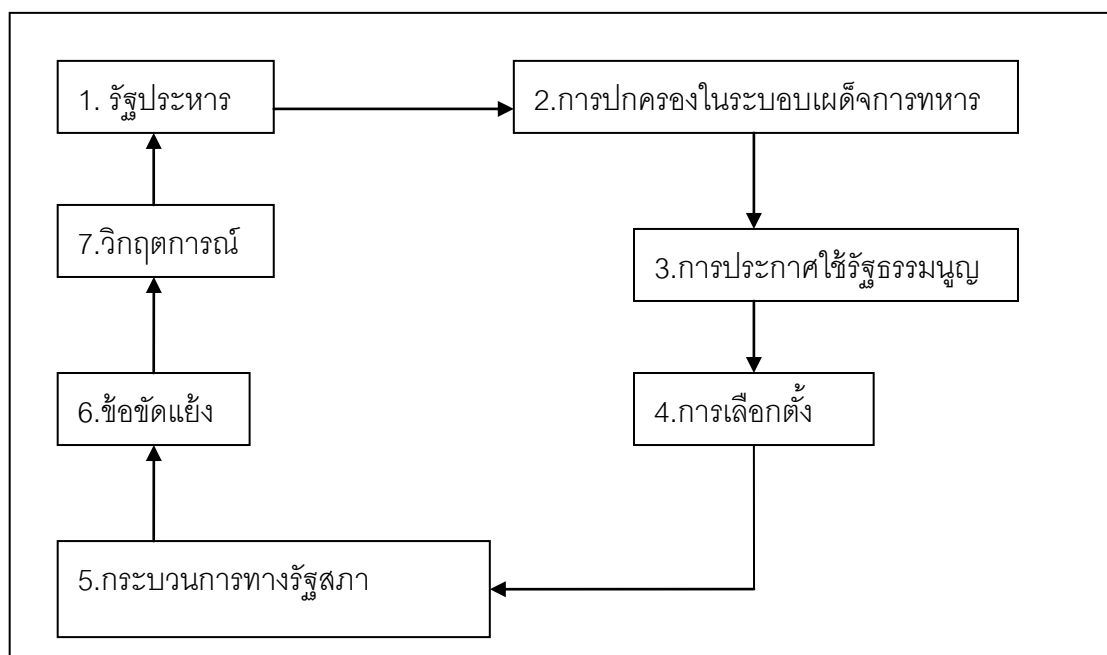 1. รัฐประหาร
2.การปกครองในระบอบเผด็จการทหาร
3.การประกาศใช้รัฐธรรมนูญ
4.การเลือกตั้ง
5.กระบวนการทางรัฐสภา
6.ข้อขัดแย้ง
7.วิกฤตการณ์